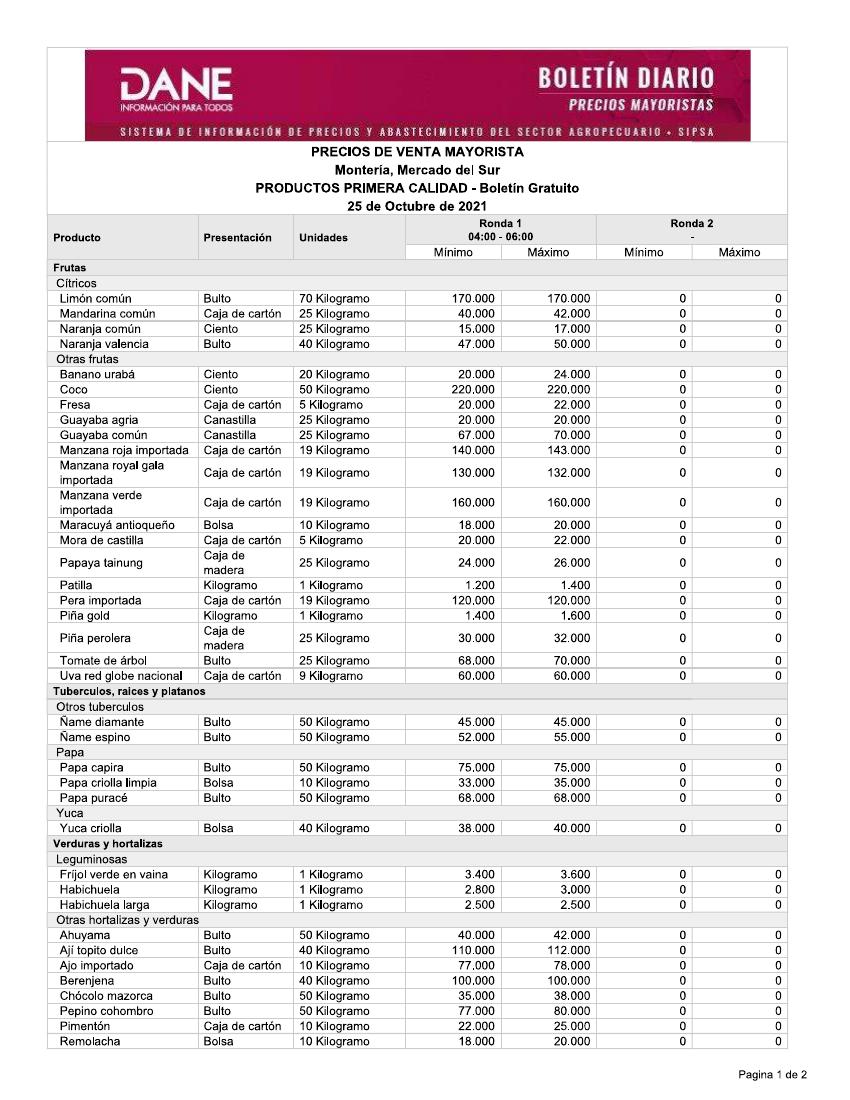 DANE
INFORMACIÓN PARA TODOS
BOLETÍN DIARIO
PRECIOS MAYORISTAS
SISTEMA DE INFORMACIÓN DE PRECIOS Y ABASTECIMIENTO DEL SECTOR AGROPECUARIO • SIPSA
PRECIOS DE VENTA MAYORISTA
Montería, Mercado del Sur
PRODUCTOS PRIMERA CALIDAD - Boletín Gratuito
25 de Octubre de 2021
Producto Presentación Unidades Ronda 1 Ronda 2
04:00 - 06:00 -
Mínimo Máximo Mínimo Máximo
Frutas
Cítricos
Limón común Bulto 70 Kilogramo 170.000 170.000 0 0
Mandarina común Caja de cartón 25 Kilogramo 40.000 42.000 0 0
Naranja común Ciento 25 Kilogramo 15.000 17.000 0 0
Naranja valencia Bulto 40 Kilogramo 47.000 50.000 0 0
Otras frutas
Banano urabá Ciento 20 Kilogramo 20.000 24.000 0 0
Coco Ciento 50 Kilogramo 220.000 220.000 0 0
Fresa Caja de cartón 5 Kilogramo 20.000 22.000 0 0
Guayaba agria Canastilla 25 Kilogramo 20.000 20.000 0 0
Guayaba común Canastilla 25 Kilogramo 67.000 70.000 0 0
Manzana roja importada Caja de cartón 19 Kilogramo 140.000 143.000 0 0
Manzana royal gala
importada Caja de cartón 19 Kilogramo 130.000 132.000 0 0
Manzana verde
importada Caja de cartón 19 Kilogramo 160.000 160.000 0 0
Maracuyá antioqueño Bolsa 10 Kilogramo 18.000 20.000 0 0
Mora de castilla Caja de cartón 5 Kilogramo 20.000 22.000 0 0
Papaya tainung Caja de
madera 25 Kilogramo 24.000 26.000 0 0
Patilla Kilogramo 1 Kilogramo 1.200 1.400 0 0
Pera importada Caja de cartón 19 Kilogramo 120.000 120.000 0 0
Piña gold Kilogramo 1 Kilogramo 1.400 1.600 0 0
Piña perolera Caja de
madera 25 Kilogramo 30.000 32.000 0 0
Tomate de árbol Bulto 25 Kilogramo 68.000 70.000 0 0
Uva red globe nacional Caja de cartón 9 Kilogramo 60.000 60.000 0 0
Tuberculos, raices y platanos
Otros tuberculos
Ñame diamante Bulto 50 Kilogramo 45.000 45.000 0 0
Ñame espino Bulto 50 Kilogramo 52.000 55.000 0 0
Papa
Papa capira Bulto 50 Kilogramo 75.000 75.000 0 0
Papa criolla limpia Bolsa 10 Kilogramo 33.000 35.000 0 0
Papa puracé Bulto 50 Kilogramo 68.000 68.000 0 0
Yuca
Yuca criolla Bolsa 40 Kilogramo 38.000 40.000 0 0
Verduras y hortalizas
Leguminosas
Fríjol verde en vaina Kilogramo 1 Kilogramo 3.400 3.600 0 0
Habichuela Kilogramo 1 Kilogramo 2.800 3.000 0 0
Habichuela larga Kilogramo 1 Kilogramo 2.500 2.500 0 0
Otras hortalizas y verduras
Ahuyama Bulto 50 Kilogramo 40.000 42.000 0 0
Ají topito dulce Bulto 40 Kilogramo 110.000 112.000 0 0
Ajo importado Caja de cartón 10 Kilogramo 77.000 78.000 0 0
Berenjena Bulto 40 Kilogramo 100.000 100.000 0 0
Chócolo mazorca Bulto 50 Kilogramo 35.000 38.000 0 0
Pepino cohombro Bulto 50 Kilogramo 77.000 80.000 0 0
Pimentón Caja de cartón 10 Kilogramo 22.000 25.000 0 0
Remolacha Bolsa 10 Kilogramo 18.000 20.000 0 0
Pagina 1 de 2